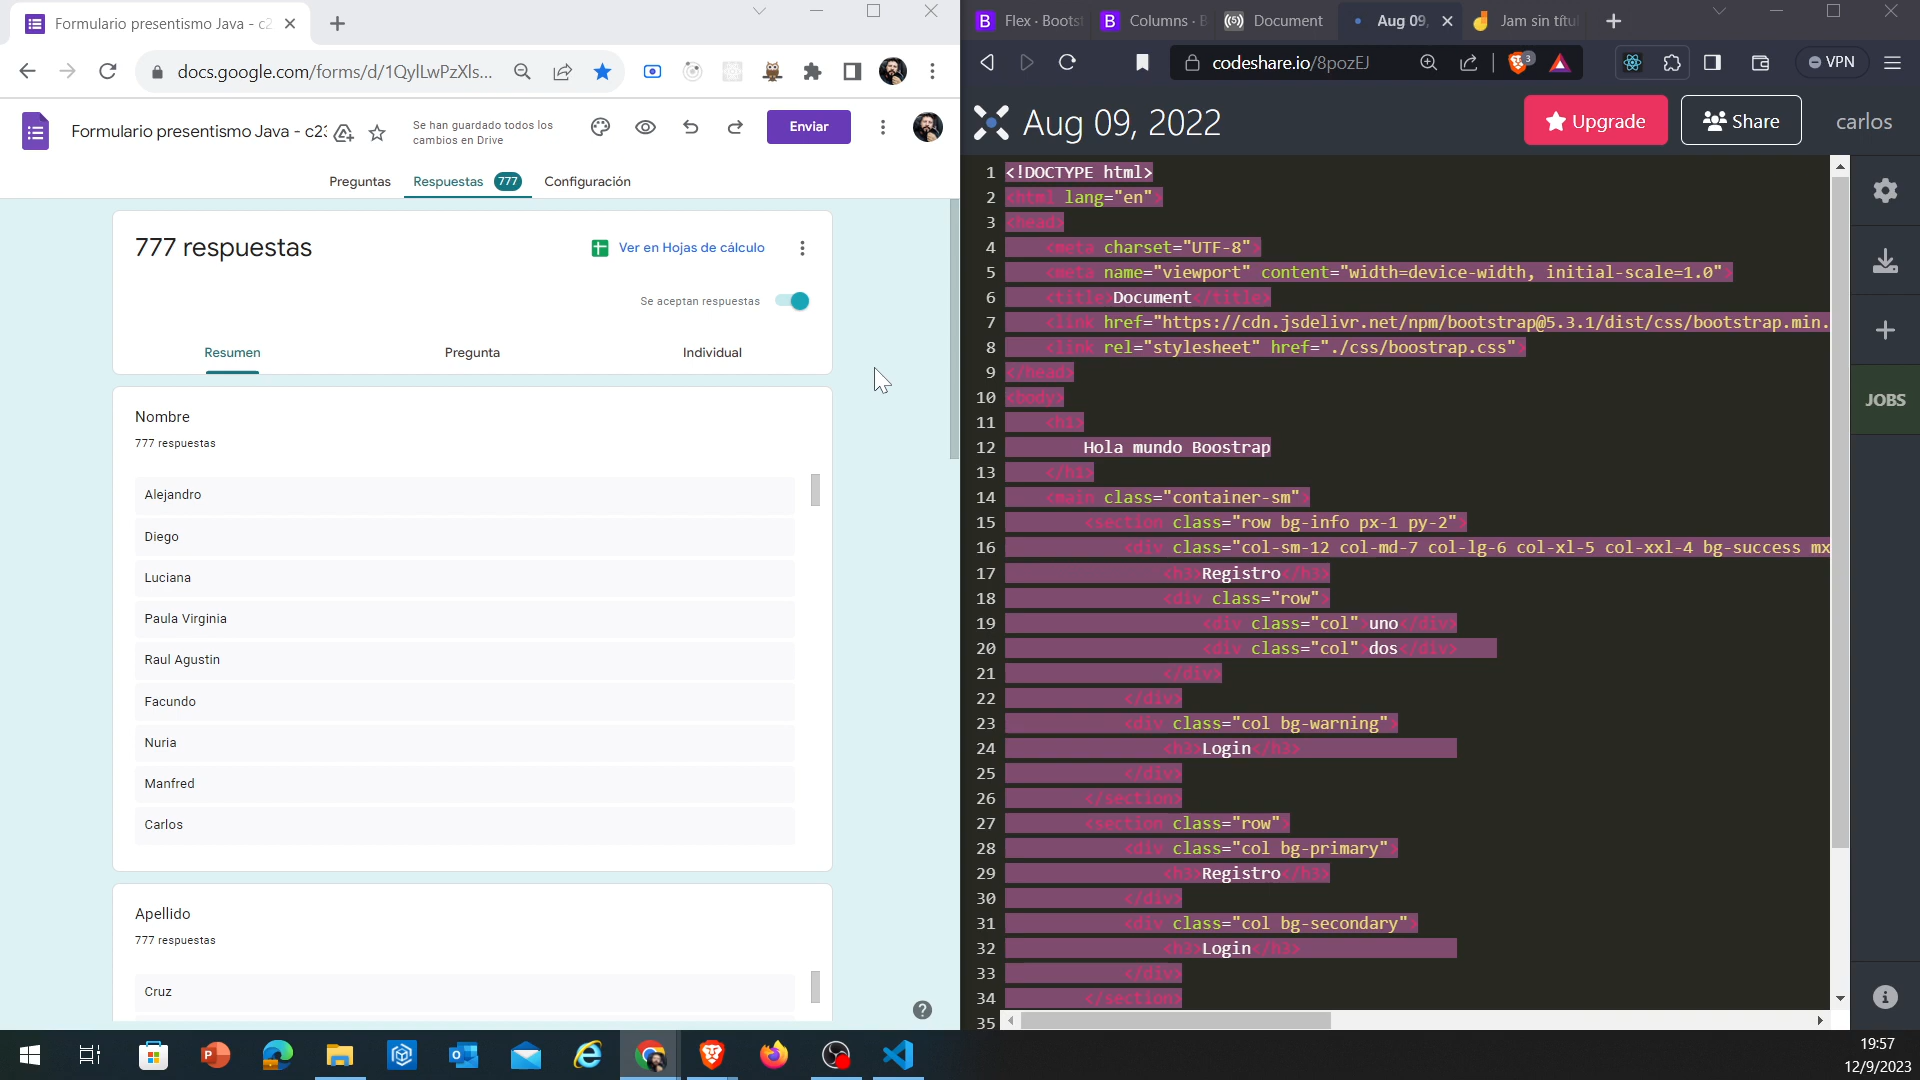 Formulario presentismo Java - c2
docs.google.com/forms/d/1QylLwPzXls...
Formulario presentismo Java - c23
Se han guardado todos los
cambios en Drive
Enviar
Preguntas
Respuestas 777
Configuración
777 respuestas
Ver en Hojas de cálculo
Se aceptan respuestas
Resumen
Pregunta
Individual
Nombre
777 respuestas
Alejandro
Diego
Luciana
Paula Virginia
Raul Agustin
Facundo
Nuria
Manfred
Carlos
Apellido
777 respuestas
Cruz
Flex · Boots
Columns · B
Document
Aug 09,
Jam sin títu
codeshare.io/8pozEJ
3
VPN
Aug 09, 2022
Upgrade
Share
carlos
JOBS
1 <!DOCTYPE html>
2 <html lang="en">
3 <head>
4 <meta charset="UTF-8">
5 <meta name="viewport" content="width=device-width, initial-scale=1.0">
6 <title>Document</title>
7 <link href="https://cdn.jsdelivr.net/npm/bootstrap@5.3.1/dist/css/bootstrap.min.
8 <link rel="stylesheet" href="./css/boostrap.css">
9 </head>
10 <body>
11 <h1>
12 Hola mundo Boostrap
13 </h1>
14 <main class="container-sm">
15 <section class="row bg-info px-1 py-2">
16 <div class="col-sm-12 col-md-7 col-lg-6 col-xl-5 col-xxl-4 bg-success mx
17 <h3>Registro</h3>
18 <div class="row">
19 <div class="col">uno</div>
20 <div class="col">dos</div>
21 </div>
22 </div>
23 <div class="col bg-warning">
24 <h3>Login</h3>
25 </div>
26 </section>
27 <section class="row">
28 <div class="col bg-primary">
29 <h3>Registro</h3>
30 </div>
31 <div class="col bg-secondary">
32 <h3>Login</h3>
33 </div>
34 </section>
35
19:57
12/9/2023